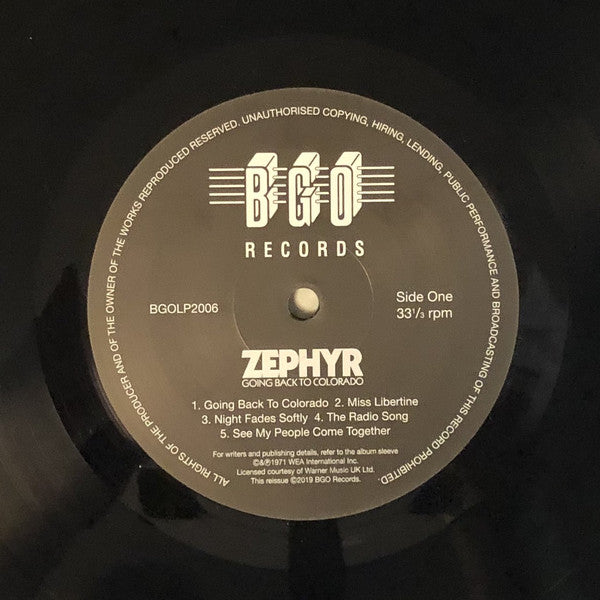 ALL RIGHTS OF THE PRODUCER AND OF THE OWNER OF THE WORKS REPRODUCED RESERVED. UNAUTHORISED COPYING, HIRING, LENDING, PUBLIC PERFORMANCE AND BROADCASTING OF THIS RECORD PROHIBITED.
BGO
RECORDS
BGOLP2006
Side One
33⅓ rpm
ZEPHYR
GOING BACK TO COLORADO
1. Going Back To Colorado 2. Miss Libertine
3. Night Fades Softly 4. The Radio Song
5. See My People Come Together
For writers and publishing details, refer to the album sleeve
©&℗1971 WEA International Inc.
Licensed courtesy of Warner Music UK Ltd.
This reissue ©2019 BGO Records.